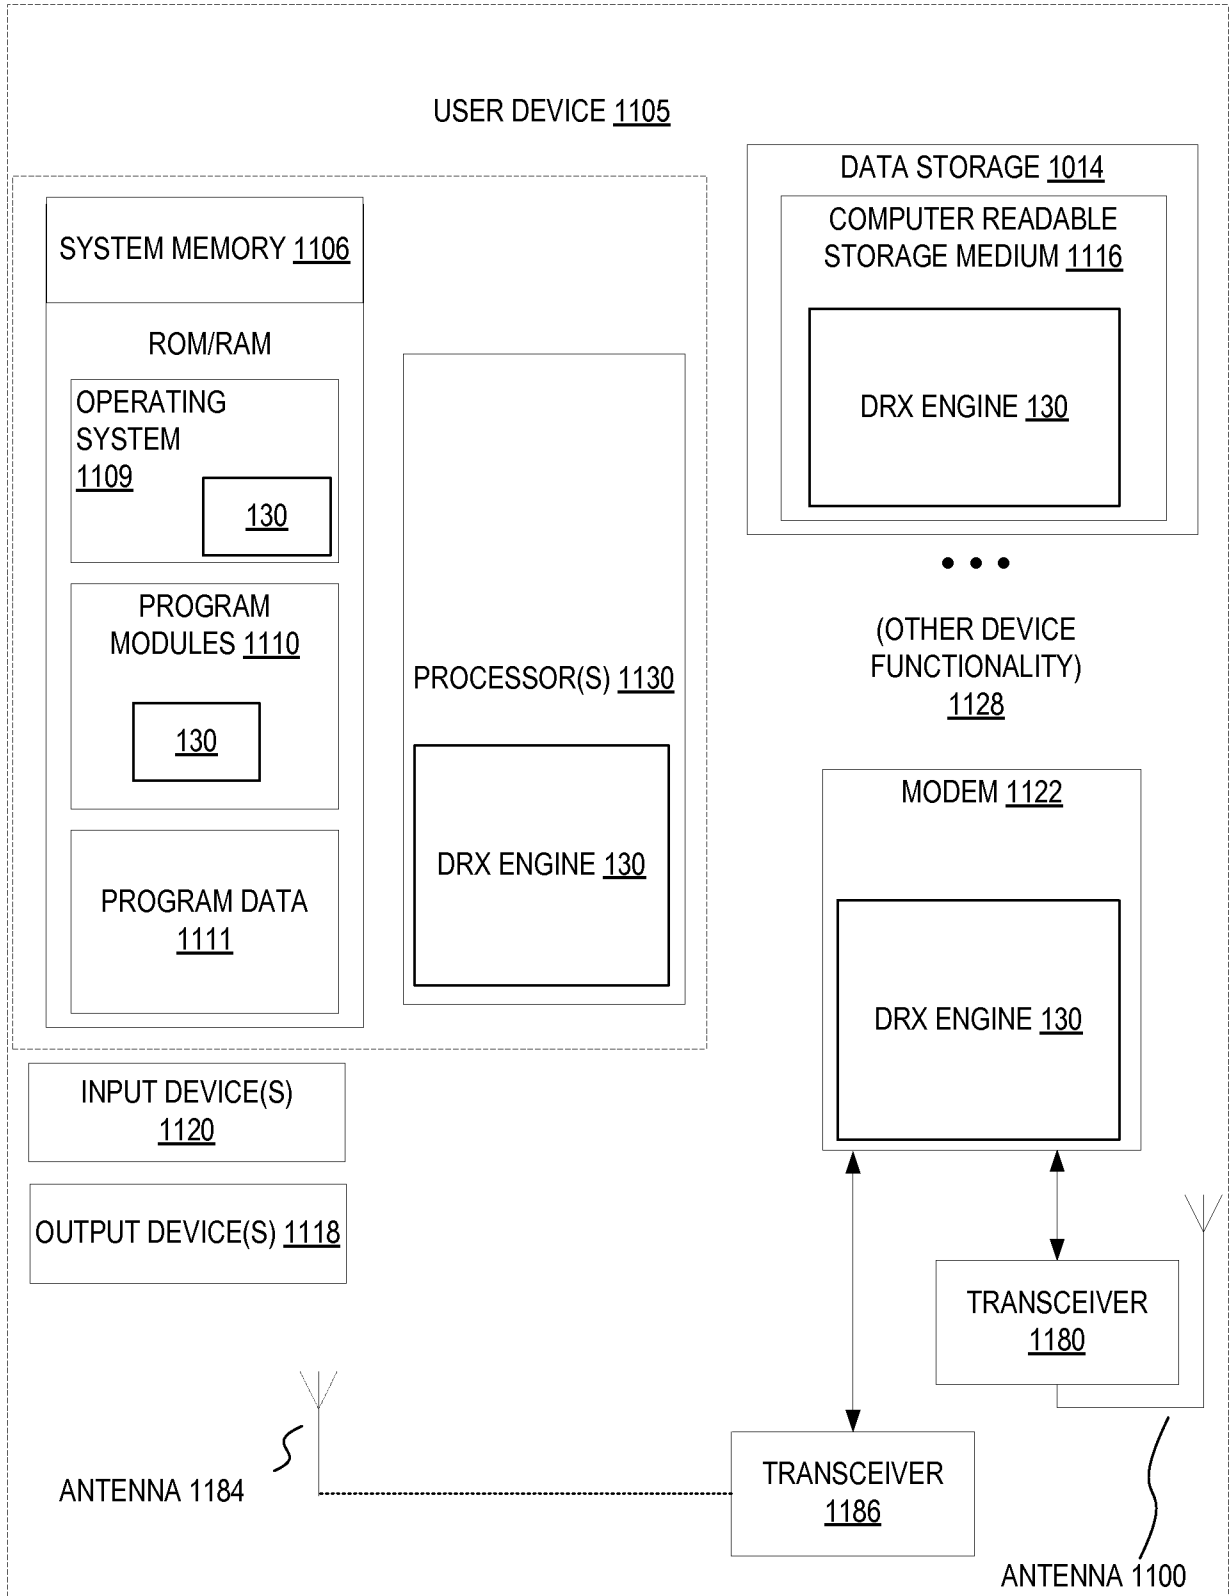 USER DEVICE 1105
SYSTEM MEMORY 1106
ROM/RAM
OPERATING
SYSTEM
1109
130
PROGRAM
MODULES 1110
130
PROGRAM DATA
1111
PROCESSOR(S) 1130
DRX ENGINE 130
DATA STORAGE 1014
COMPUTER READABLE
STORAGE MEDIUM 1116
DRX ENGINE 130
(OTHER DEVICE
FUNCTIONALITY)
1128
MODEM 1122
DRX ENGINE 130
INPUT DEVICE(S)
1120
OUTPUT DEVICE(S) 1118
TRANSCEIVER
1180
ANTENNA 1184
TRANSCEIVER
1186
ANTENNA 1100